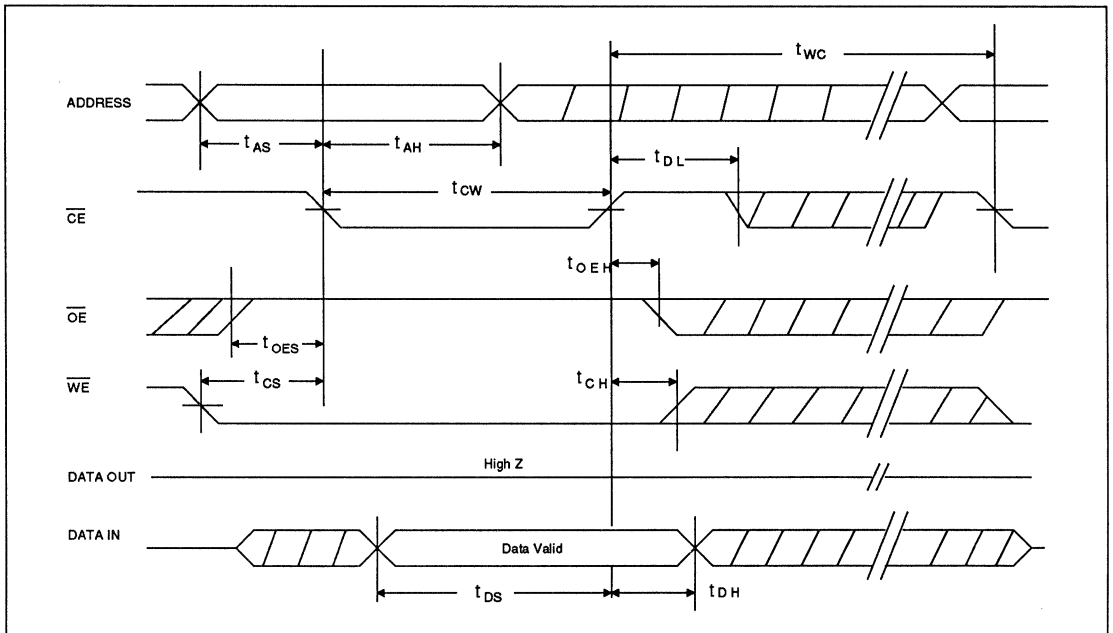 tWC
ADDRESS
tAS
tAH
tDL
tCW
CE
tOEH
OE
tOES
tCS
tCH
WE
High Z
DATA OUT
DATA IN
Data Valid
tDS
tDH